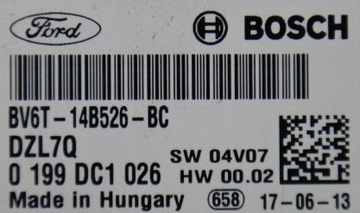 Ford
BOSCH
BV6T-14B526-BC
DZL7Q
0 199 DC1 026
SW 04V07
HW 00.02
Made in Hungary
658
17-06-13